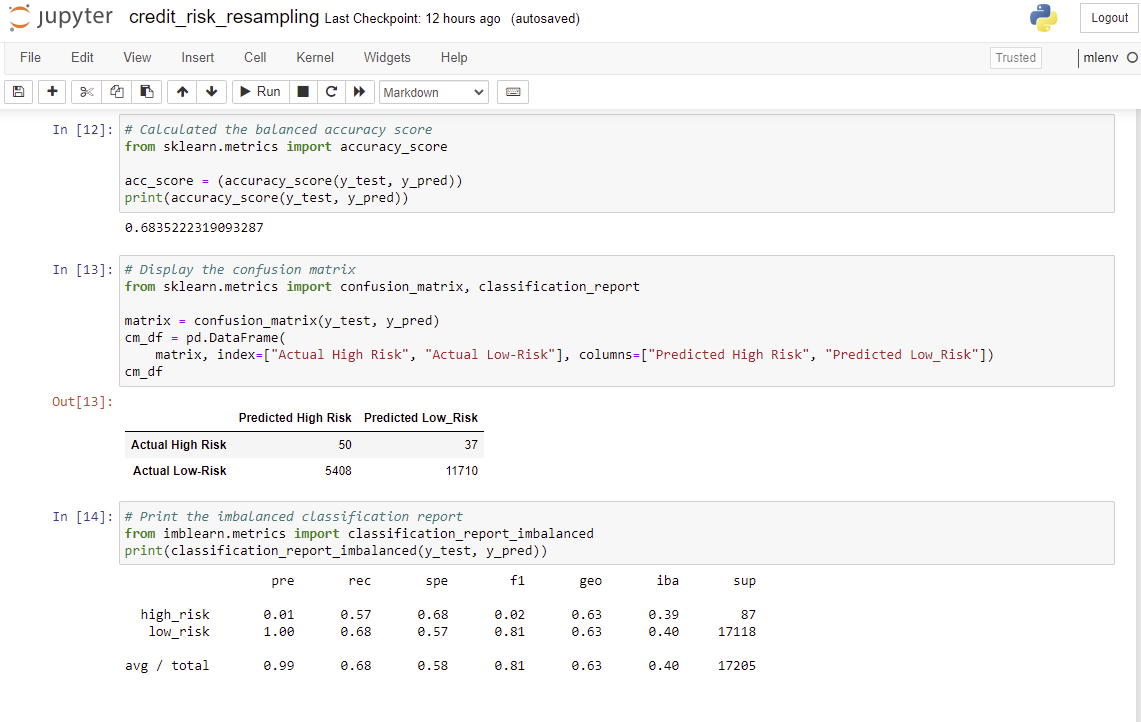 jupyter credit_risk_resampling Last Checkpoint: 12 hours ago (autosaved) Logout
File Edit View Insert Cell Kernel Widgets Help Trusted mlenv
Run Markdown
In [12]: # Calculated the balanced accuracy score
from sklearn.metrics import accuracy_score
acc_score = (accuracy_score(y_test, y_pred))
print(accuracy_score(y_test, y_pred))
0.6835222319093287
In [13]: # Display the confusion matrix
from sklearn.metrics import confusion_matrix, classification_report
matrix = confusion_matrix(y_test, y_pred)
cm_df = pd.DataFrame(
matrix, index=["Actual High Risk", "Actual Low-Risk"], columns=["Predicted High Risk", "Predicted Low_Risk"])
cm_df
Out[13]:
Predicted High Risk Predicted Low_Risk
Actual High Risk 50 37
Actual Low-Risk 5408 11710
In [14]: # Print the imbalanced classification report
from imblearn.metrics import classification_report_imbalanced
print(classification_report_imbalanced(y_test, y_pred))
pre rec spe f1 geo iba sup
high_risk 0.01 0.57 0.68 0.02 0.63 0.39 87
low_risk 1.00 0.68 0.57 0.81 0.63 0.40 17118
avg / total 0.99 0.68 0.58 0.81 0.63 0.40 17205